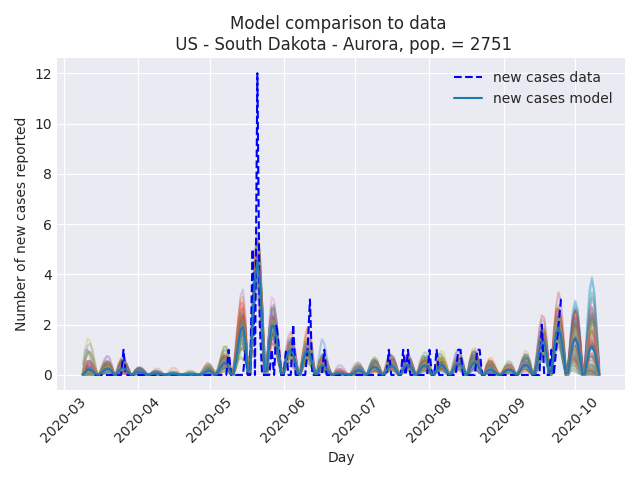 Model comparison to data
US - South Dakota - Aurora, pop. = 2751
new cases data
new cases model
12
10
8
6
4
2
0
Number of new cases reported
2020-03
2020-04
2020-05
2020-06
2020-07
2020-08
2020-09
2020-10
Day